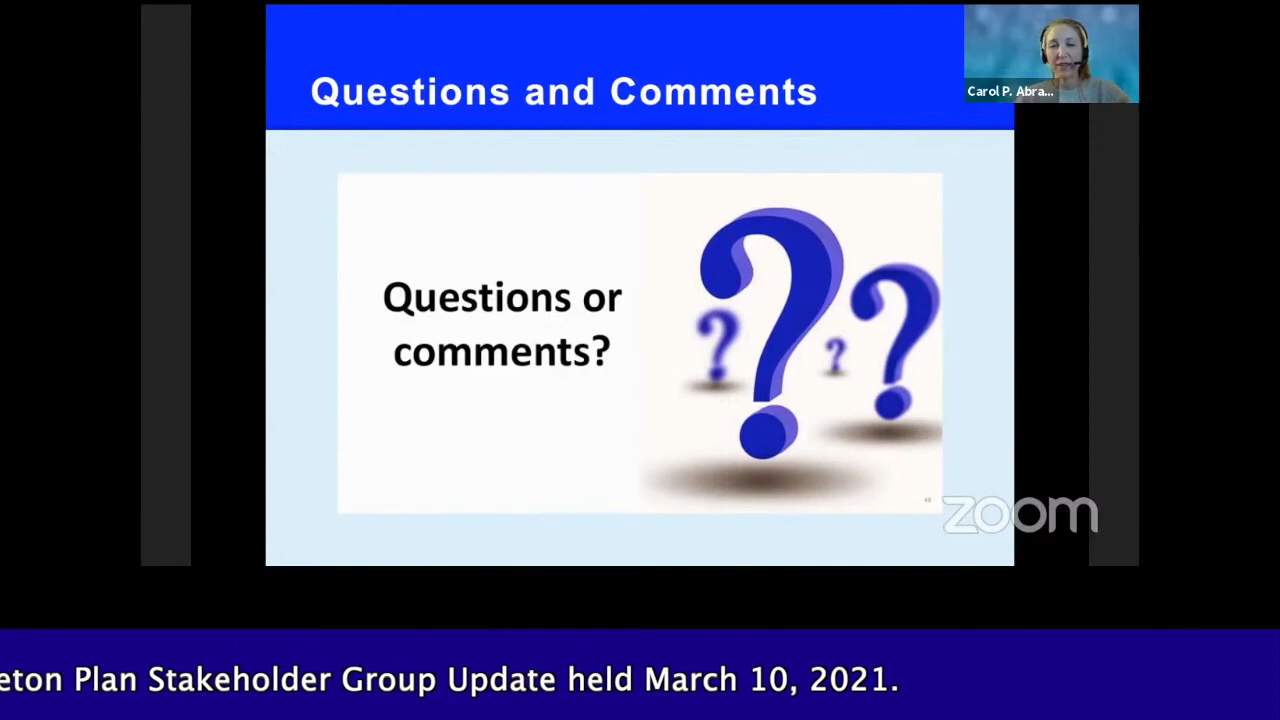 Questions and Comments
Carol P. Abra...
Questions or
comments?
zoom
eton Plan Stakeholder Group Update held March 10, 2021.